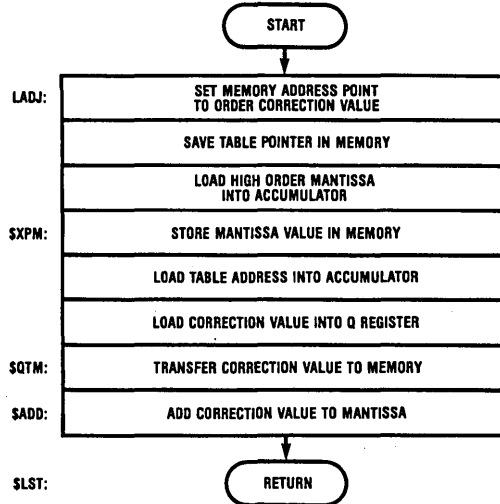 START
LADJ: SET MEMORY ADDRESS POINT
TO ORDER CORRECTION VALUE
SAVE TABLE POINTER IN MEMORY
LOAD HIGH ORDER MANTISSA
INTO ACCUMULATOR
$XPM: STORE MANTISSA VALUE IN MEMORY
LOAD TABLE ADDRESS INTO ACCUMULATOR
LOAD CORRECTION VALUE INTO Q REGISTER
$QTM: TRANSFER CORRECTION VALUE TO MEMORY
$ADD: ADD CORRECTION VALUE TO MANTISSA
$LST: RETURN